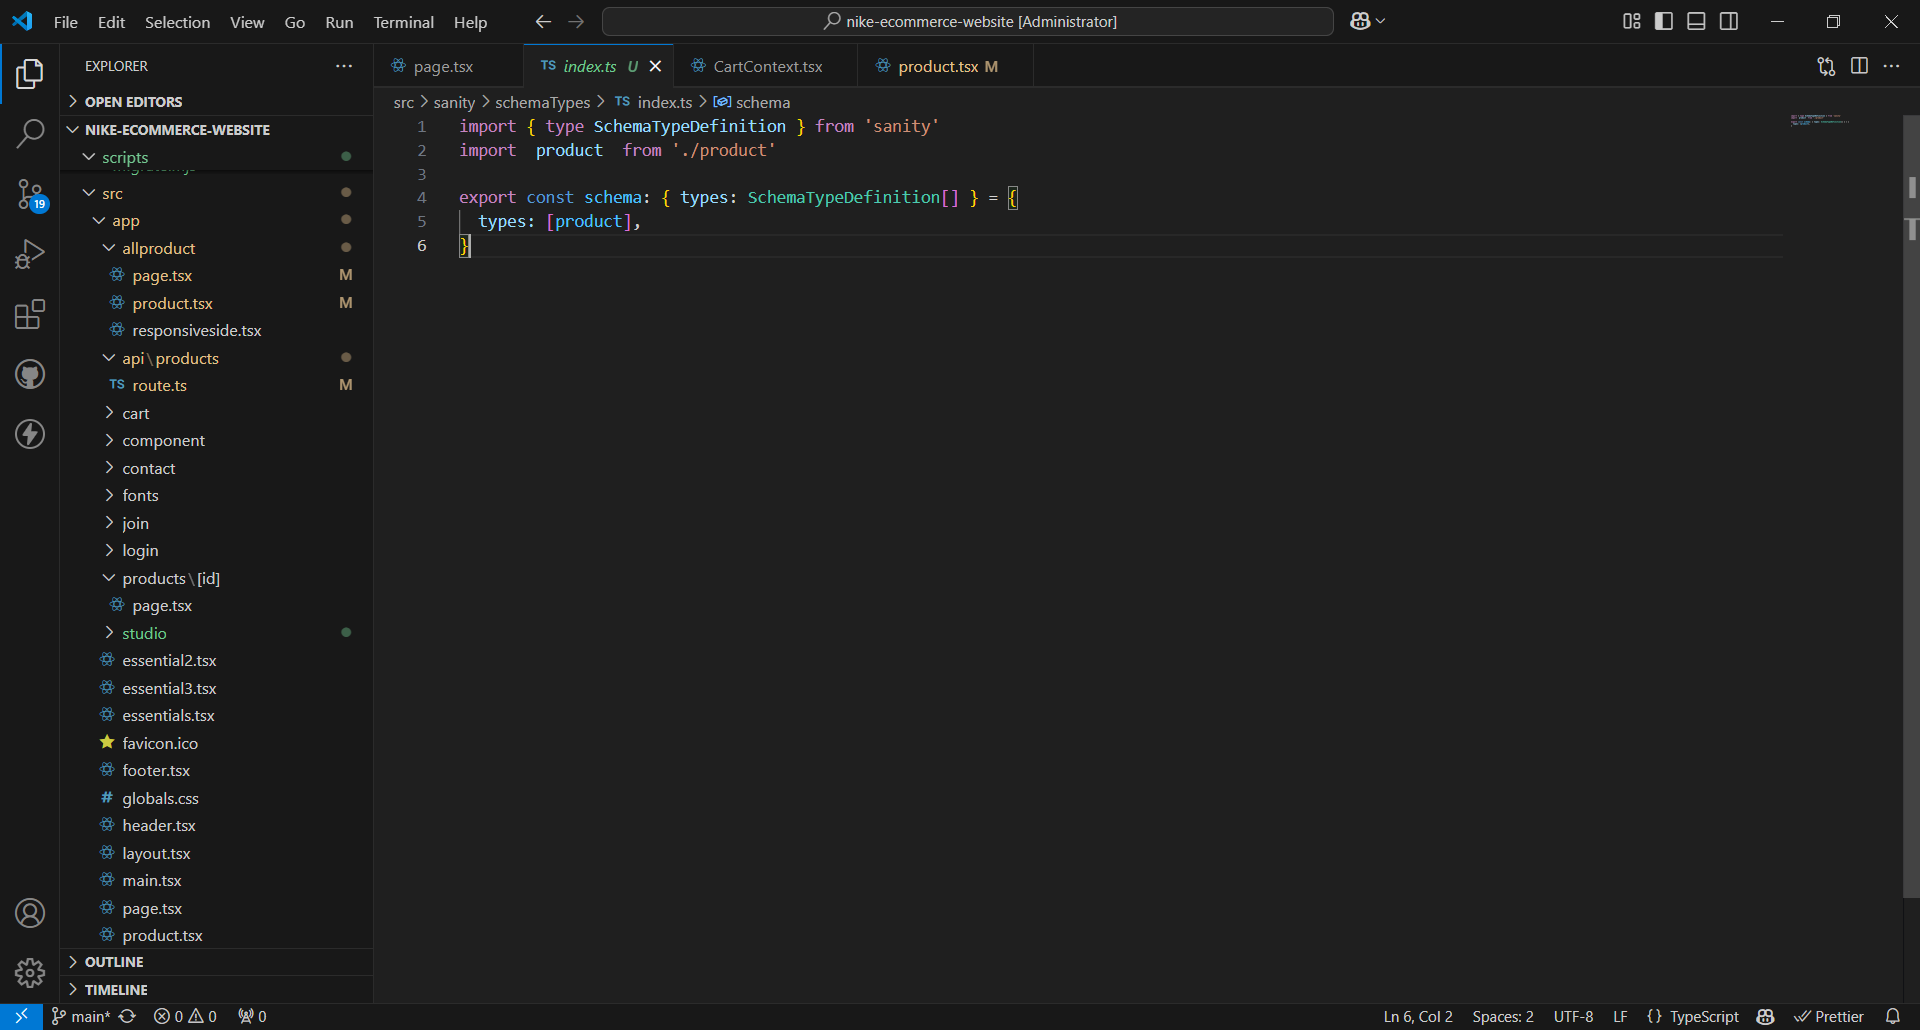 File Edit Selection View Go Run Terminal Help
nike-ecommerce-website [Administrator]
EXPLORER
OPEN EDITORS
NIKE-ECOMMERCE-WEBSITE
scripts
src
app
allproduct
page.tsx M
product.tsx M
responsiveside.tsx
api\products
TS route.ts M
cart
component
contact
fonts
join
login
products\[id]
page.tsx
studio
essential2.tsx
essential3.tsx
essentials.tsx
favicon.ico
footer.tsx
# globals.css
header.tsx
layout.tsx
main.tsx
page.tsx
product.tsx
OUTLINE
TIMELINE
19
page.tsx
TS index.ts U
CartContext.tsx
product.tsx M
src > sanity > schemaTypes > TS index.ts > schema
1 import { type SchemaTypeDefinition } from 'sanity'
2 import  product  from './product'
3
4 export const schema: { types: SchemaTypeDefinition[] } = {
5   types: [product],
6 }
main* 0 0 0
Ln 6, Col 2 Spaces: 2 UTF-8 LF {} TypeScript Prettier